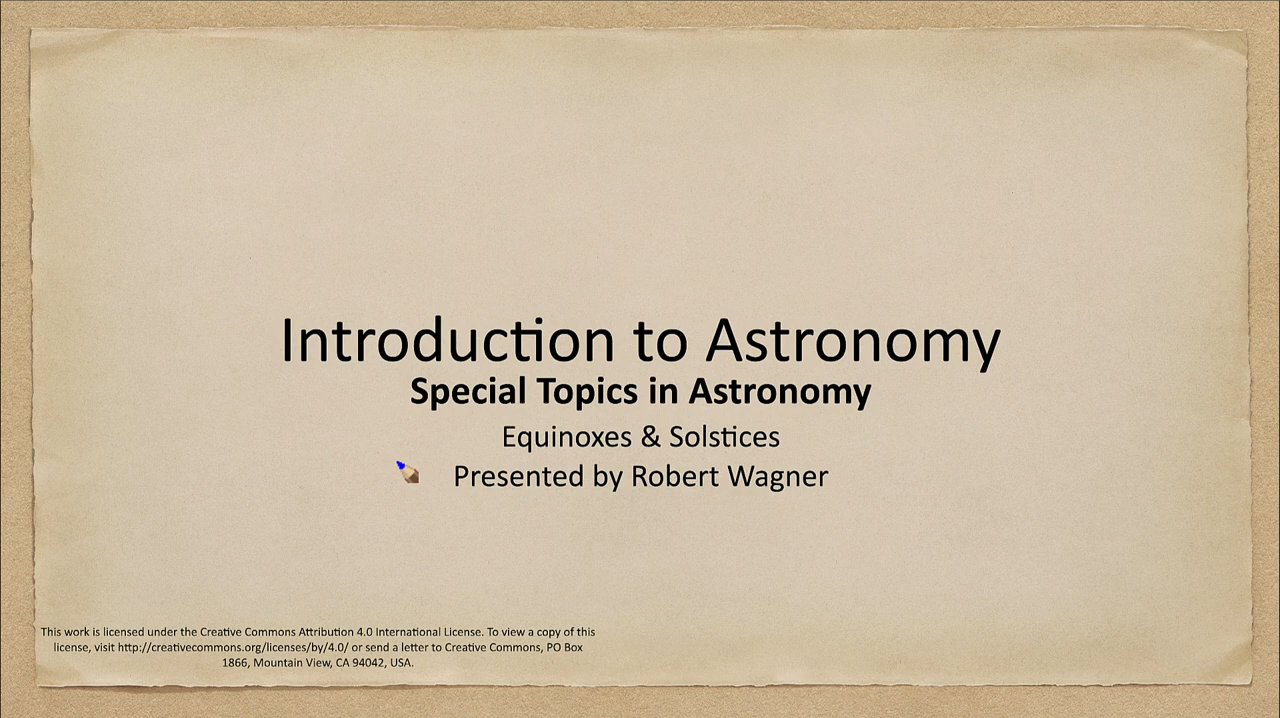 Introduction to Astronomy
Special Topics in Astronomy
Equinoxes & Solstices
Presented by Robert Wagner
This work is licensed under the Creative Commons Attribution 4.0 International License. To view a copy of this
license, visit http://creativecommons.org/licenses/by/4.0/ or send a letter to Creative Commons, PO Box
1866, Mountain View, CA 94042, USA.